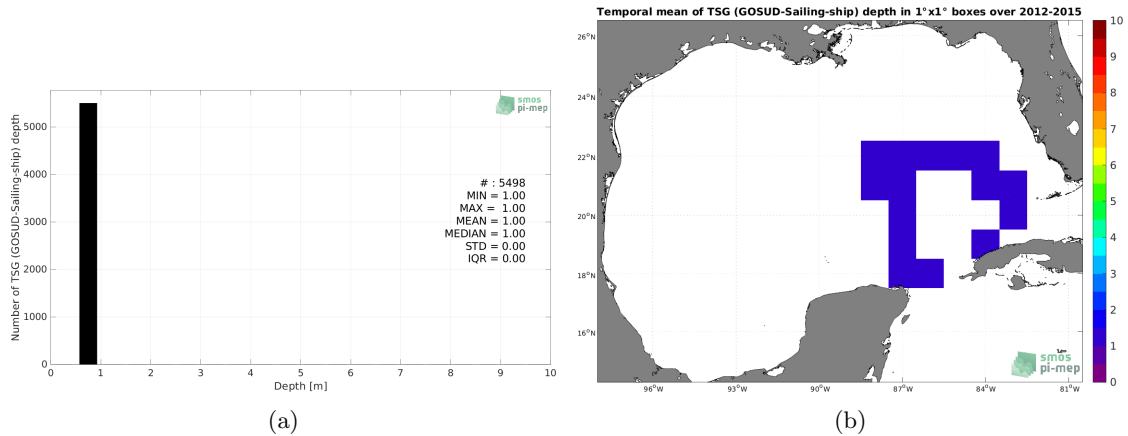 Number of TSG (GOSUD-Sailing-ship) depth
5000
4000
3000
2000
1000
0
0 1 2 3 4 5 6 7 8 9 10
Depth [m]
smos
pi-mep
# : 5498
MIN = 1.00
MAX = 1.00
MEAN = 1.00
MEDIAN = 1.00
STD = 0.00
IQR = 0.00
(a)
Temporal mean of TSG (GOSUD-Sailing-ship) depth in 1°x1° boxes over 2012-2015
26°N
24°N
22°N
20°N
18°N
16°N
96°W 93°W 90°W 87°W 84°W 81°W
smos
pi-mep
10
9
8
7
6
5
4
3
2
1
0
(b)